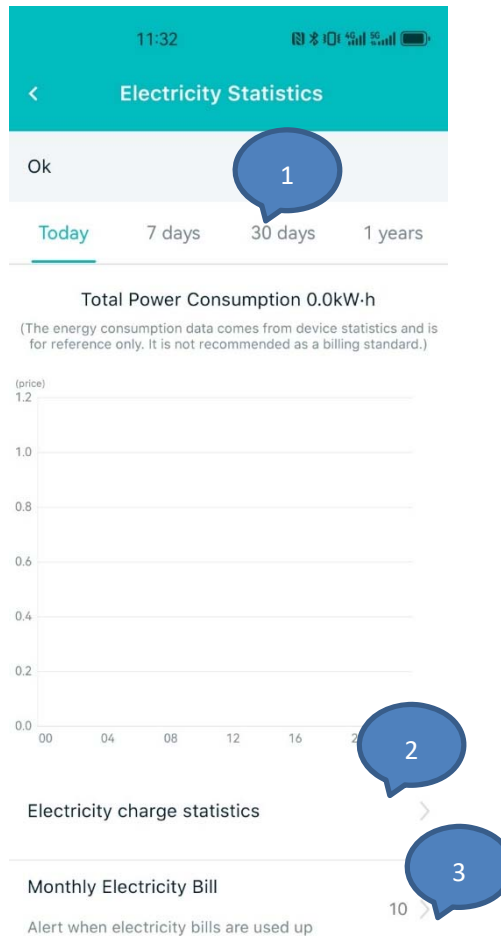 11:32 4G 5G
< Electricity Statistics
Ok
1
Today 7 days 30 days 1 years
Total Power Consumption 0.0kW·h
(The energy consumption data comes from device statistics and is
for reference only. It is not recommended as a billing standard.)
(price)
1.2
1.0
0.8
0.6
0.4
0.2
0.0
00 04 08 12 16
2
Electricity charge statistics >
3
Monthly Electricity Bill
10 >
Alert when electricity bills are used up